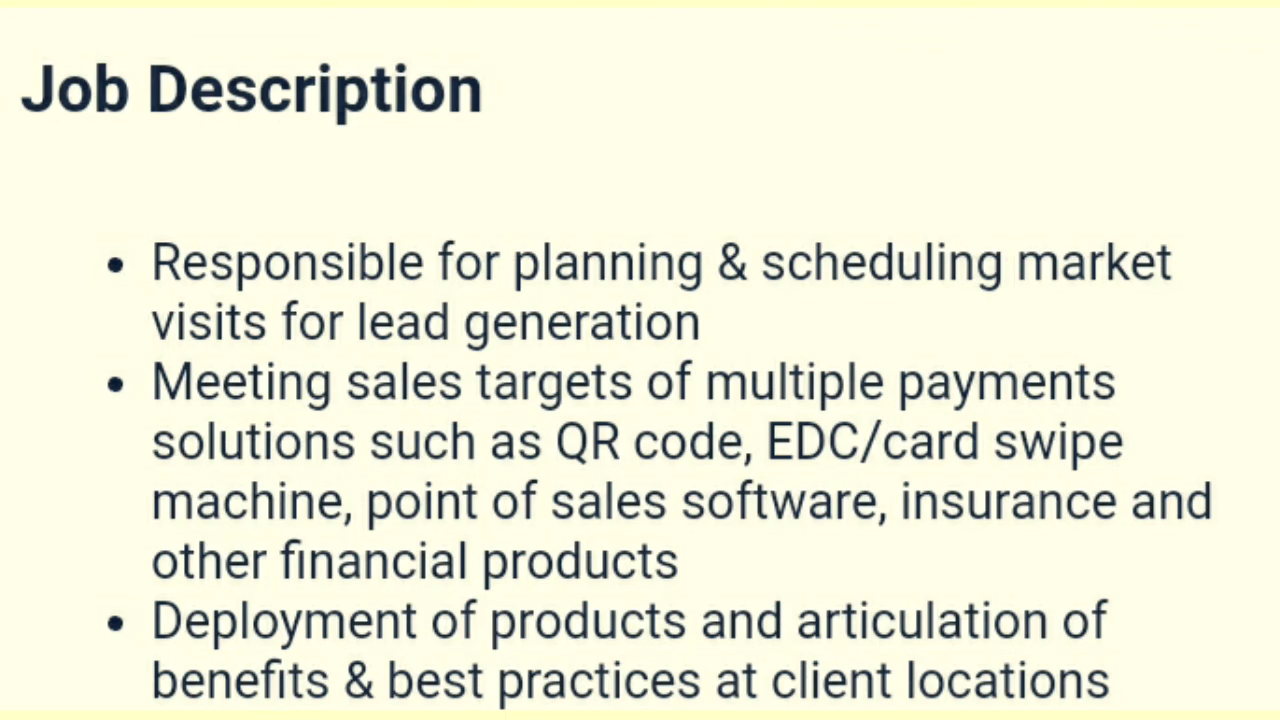 Job Description
• Responsible for planning & scheduling market
visits for lead generation
• Meeting sales targets of multiple payments
solutions such as QR code, EDC/card swipe
machine, point of sales software, insurance and
other financial products
• Deployment of products and articulation of
benefits & best practices at client locations